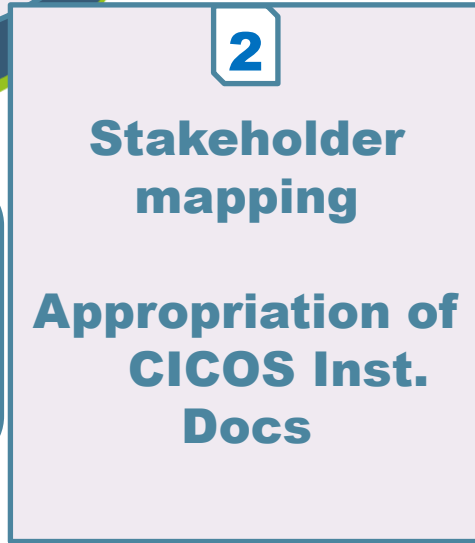 2
Stakeholder
mapping
Appropriation of
CICOS Inst.
Docs